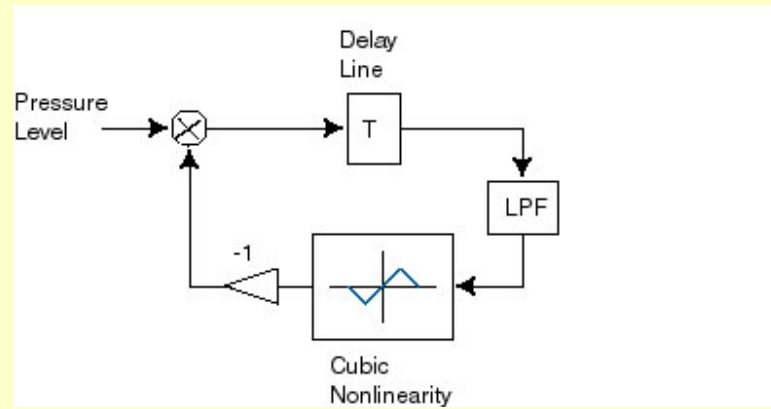 Delay
Line
Pressure
Level
T
LPF
-1
Cubic
Nonlinearity